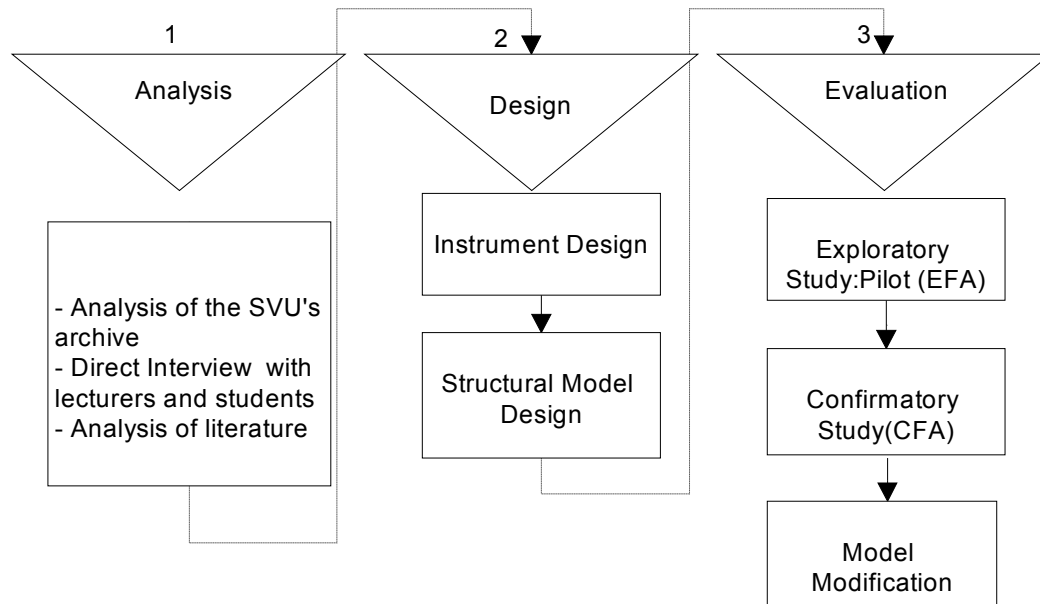 1
Analysis
- Analysis of the SVU's
archive
- Direct Interview with
lecturers and students
- Analysis of literature
2
Design
Instrument Design
Structural Model
Design
3
Evaluation
Exploratory
Study:Pilot (EFA)
Confirmatory
Study(CFA)
Model
Modification